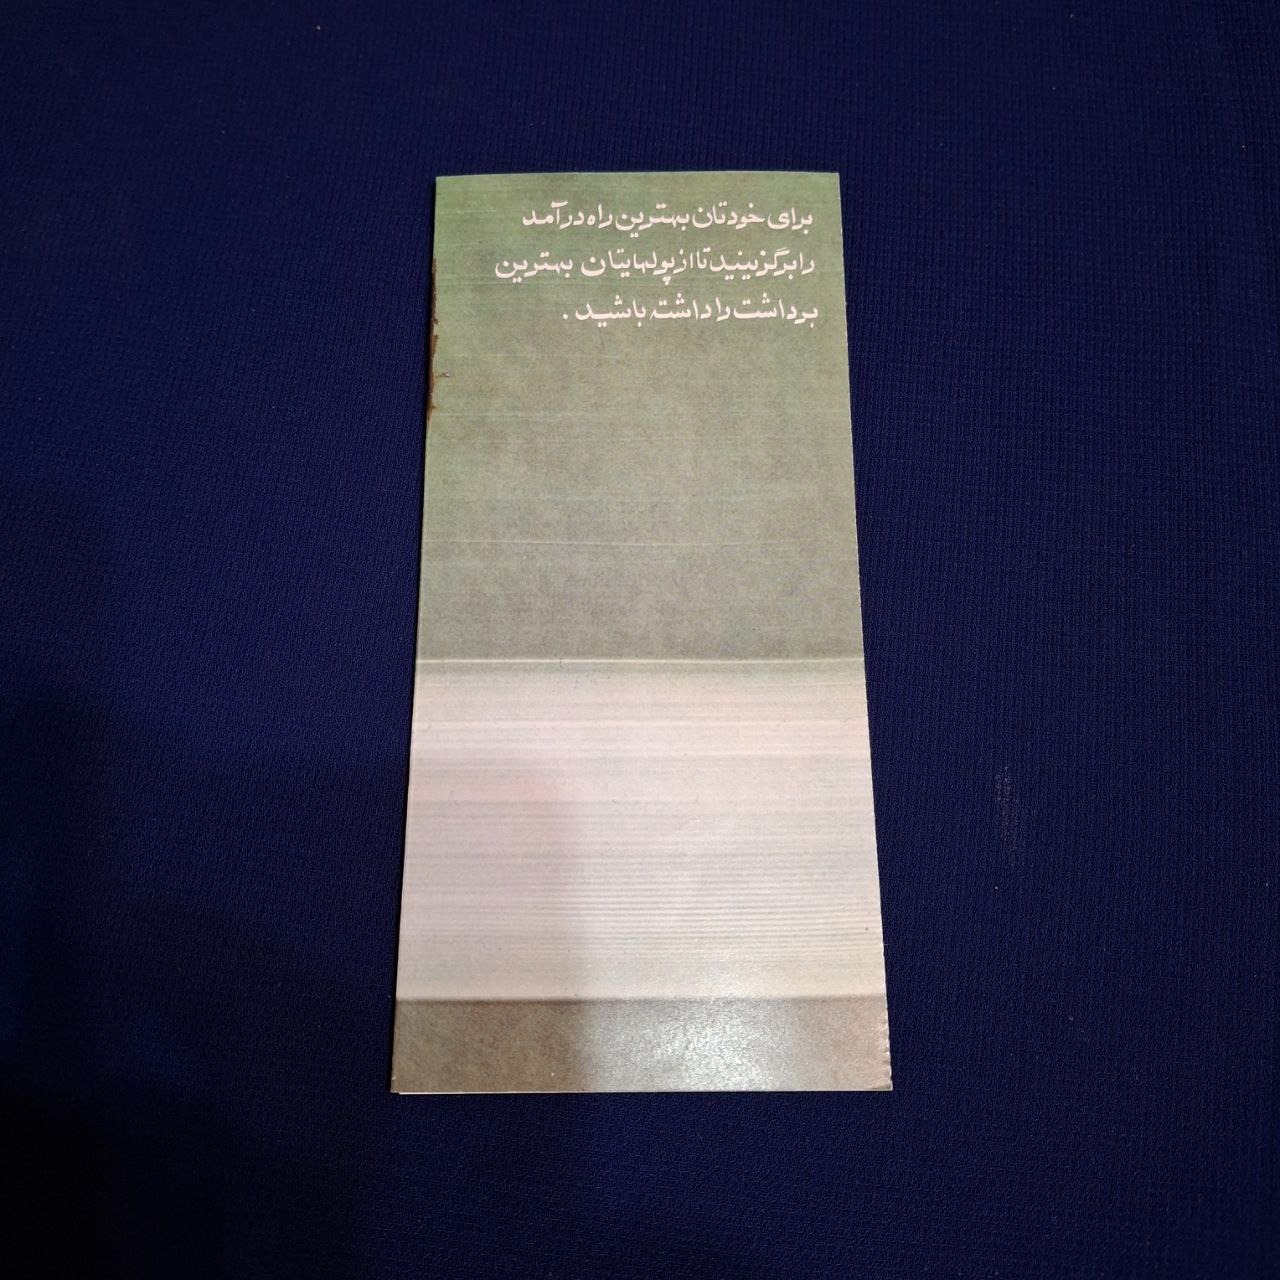 برای خودتان بهترین راه درآمد
را برگزینید تا از پولهایتان بهترین
برداشت را داشته باشید .